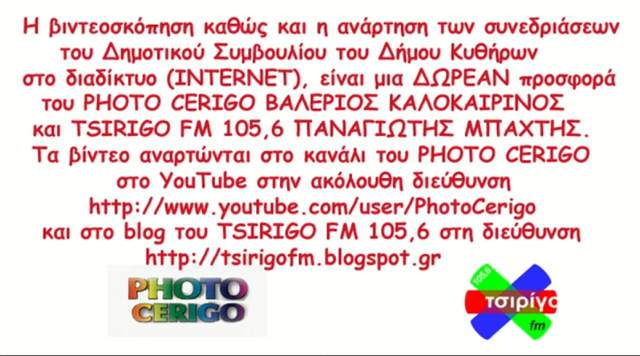 Η βιντεοσκόπηση καθώς και η ανάρτηση των συνεδριάσεων
του Δημοτικού Συμβουλίου του Δήμου Κυθήρων
στο διαδίκτυο (INTERNET), είναι μια ΔΩΡΕΑΝ προσφορά
του PHOTO CERIGO ΒΑΛΕΡΙΟΣ ΚΑΛΟΚΑΙΡΙΝΟΣ
και TSIRIGO FM 105,6 ΠΑΝΑΓΙΩΤΗΣ ΜΠΑΧΤΗΣ.
Τα βίντεο αναρτώνται στο κανάλι του PHOTO CERIGO
στο YouTube στην ακόλουθη διεύθυνση
http://www.youtube.com/user/PhotoCerigo
και στο blog του TSIRIGO FM 105,6 στη διεύθυνση
http://tsirigofm.blogspot.gr
PHOTO
CERIGO
105,6
τσιρίγο
fm